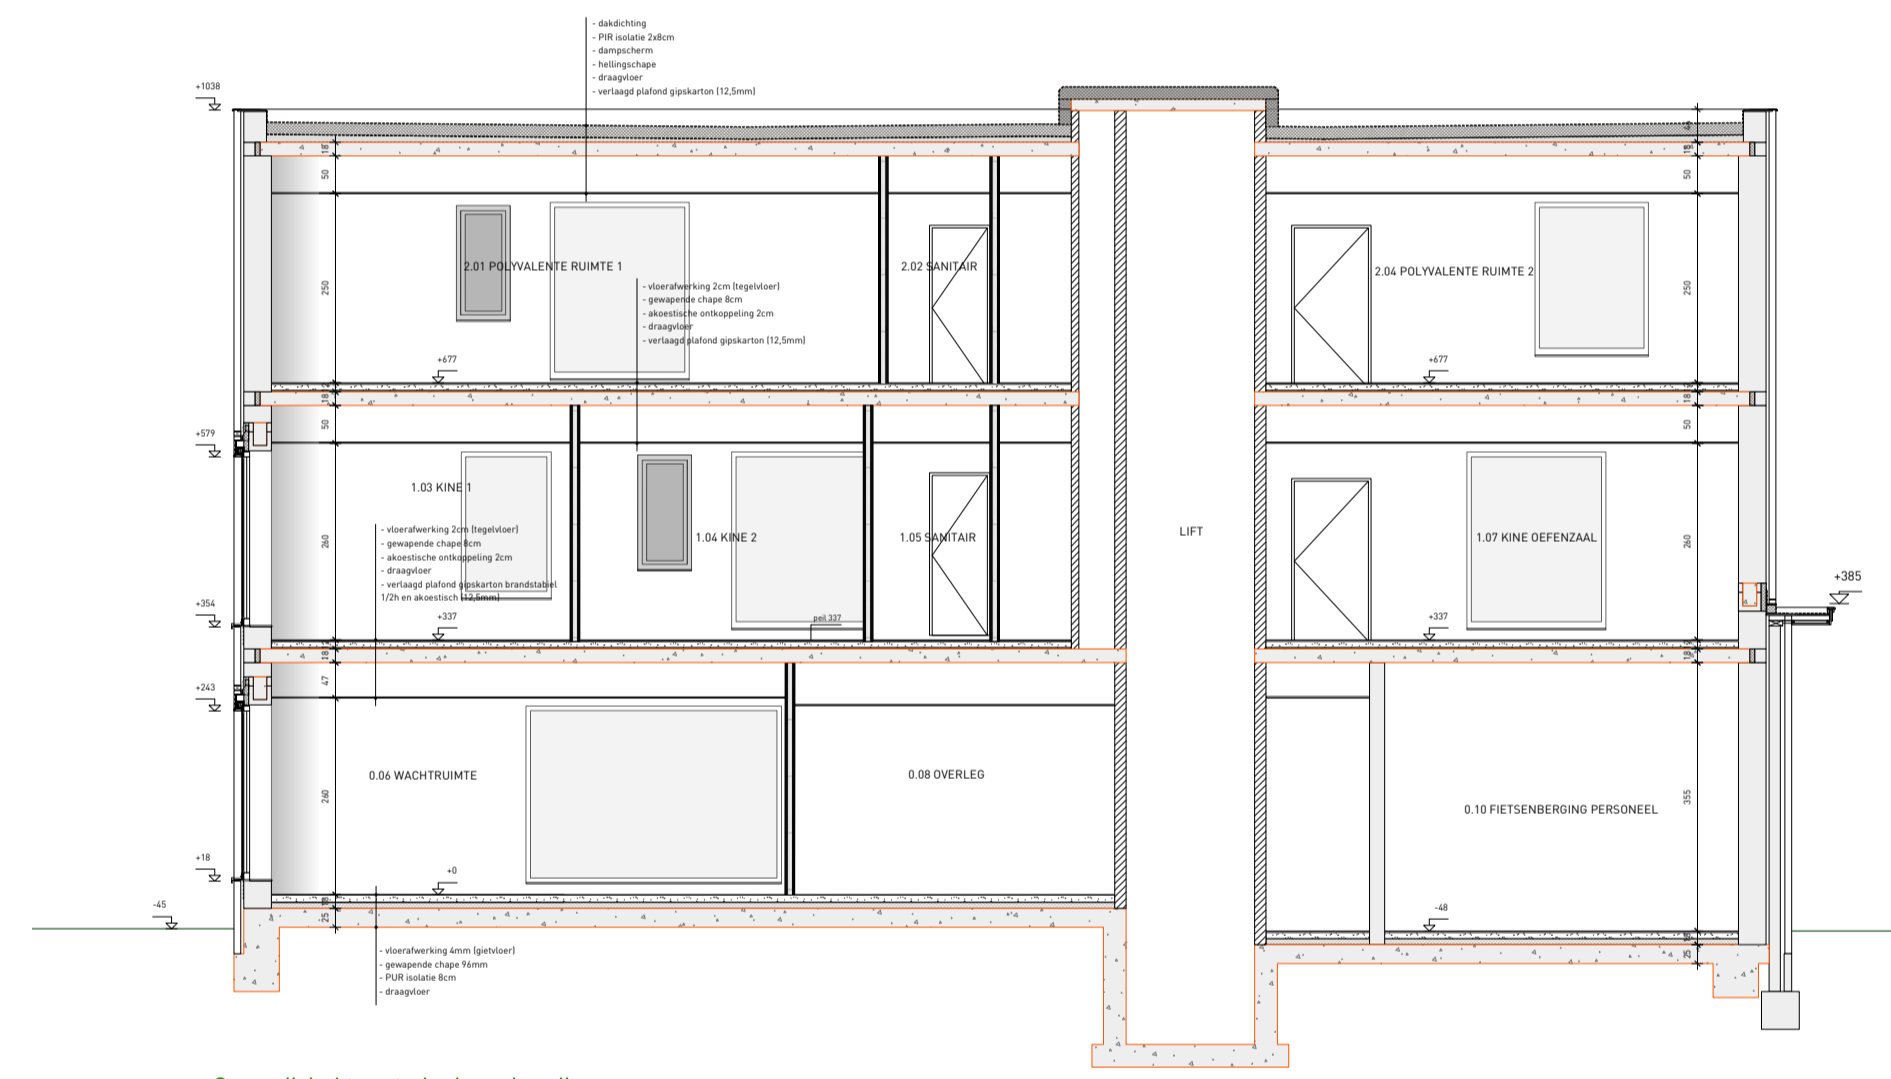 - dakdichting
- PIR isolatie 2x8cm
- dampscherm
- hellingschape
- draagvloer
- verlaagd plafond gipskarton (12,5mm)
+1038
18
50
250
2.01 POLYVALENTE RUIMTE 1
2.02 SANITAIR
2.04 POLYVALENTE RUIMTE 2
18
50
250
- vloerafwerking 2cm (tegelvloer)
- gewapende chape 8cm
- akoestische ontkoppeling 2cm
- draagvloer
- verlaagd plafond gipskarton (12,5mm)
+677
+677
18
50
18
50
+579
1.03 KINE 1
1.04 KINE 2
1.05 SANITAIR
LIFT
1.07 KINE OEFENZAAL
260
260
- vloerafwerking 2cm (tegelvloer)
- gewapende chape 8cm
- akoestische ontkoppeling 2cm
- draagvloer
- verlaagd plafond gipskarton brandstabiel
1/2h en akoestisch (12,5mm)
+385
+354
+337
peil 337
+337
18
47
18
+243
0.06 WACHTRUIMTE
0.08 OVERLEG
0.10 FIETSENBERGING PERSONEEL
260
355
+18
+0
-45
-48
18
25
25
- vloerafwerking 4mm (gietvloer)
- gewapende chape 96mm
- PUR isolatie 8cm
- draagvloer